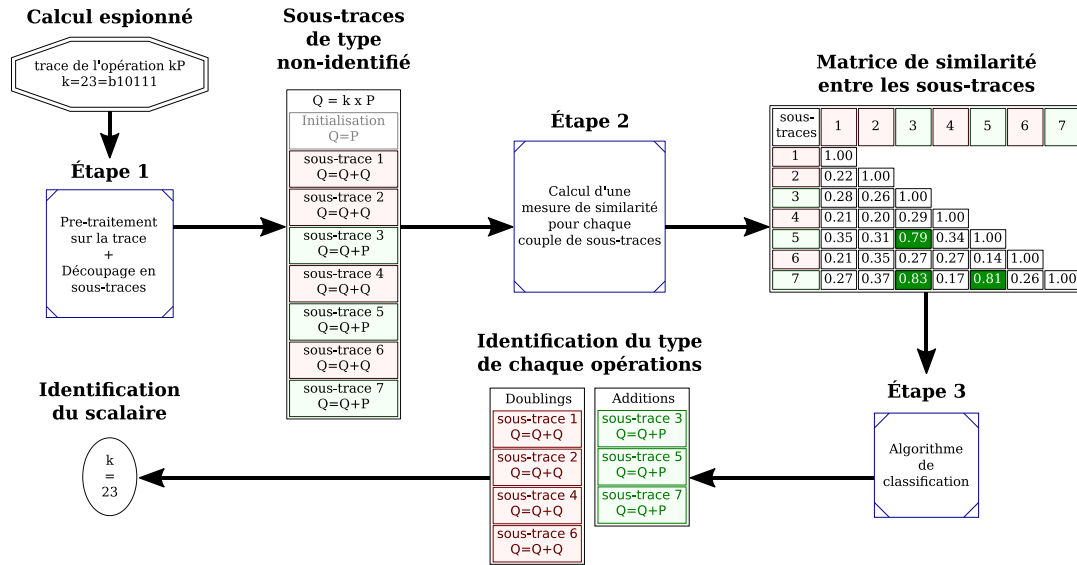 Calcul espionné
trace de l'opération kP
k=23=b10111
Étape 1
Pre-traitement
sur la trace
+
Découpage en
sous-traces
Sous-traces
de type
non-identifié
Q = k x P
Initialisation
Q=P
sous-trace 1
Q=Q+Q
sous-trace 2
Q=Q+Q
sous-trace 3
Q=Q+P
sous-trace 4
Q=Q+Q
sous-trace 5
Q=Q+P
sous-trace 6
Q=Q+Q
sous-trace 7
Q=Q+P
Étape 2
Calcul d'une
mesure de similarité
pour chaque
couple de sous-traces
Matrice de similarité
entre les sous-traces
sous-
traces 1 2 3 4 5 6 7
1 1.00
2 0.22 1.00
3 0.28 0.26 1.00
4 0.21 0.20 0.29 1.00
5 0.35 0.31 0.79 0.34 1.00
6 0.21 0.35 0.27 0.27 0.14 1.00
7 0.27 0.37 0.83 0.17 0.81 0.26 1.00
Étape 3
Algorithme
de
classification
Identification du type
de chaque opérations
Doublings
sous-trace 1
Q=Q+Q
sous-trace 2
Q=Q+Q
sous-trace 4
Q=Q+Q
sous-trace 6
Q=Q+Q
Additions
sous-trace 3
Q=Q+P
sous-trace 5
Q=Q+P
sous-trace 7
Q=Q+P
Identification
du scalaire
k
=
23